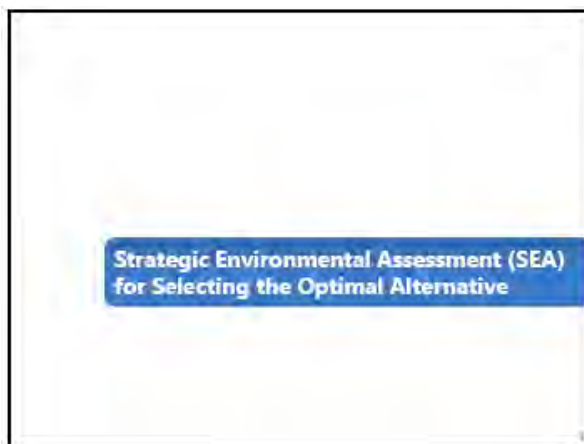 Strategic Environmental Assessment (SEA)
for Selecting the Optimal Alternative